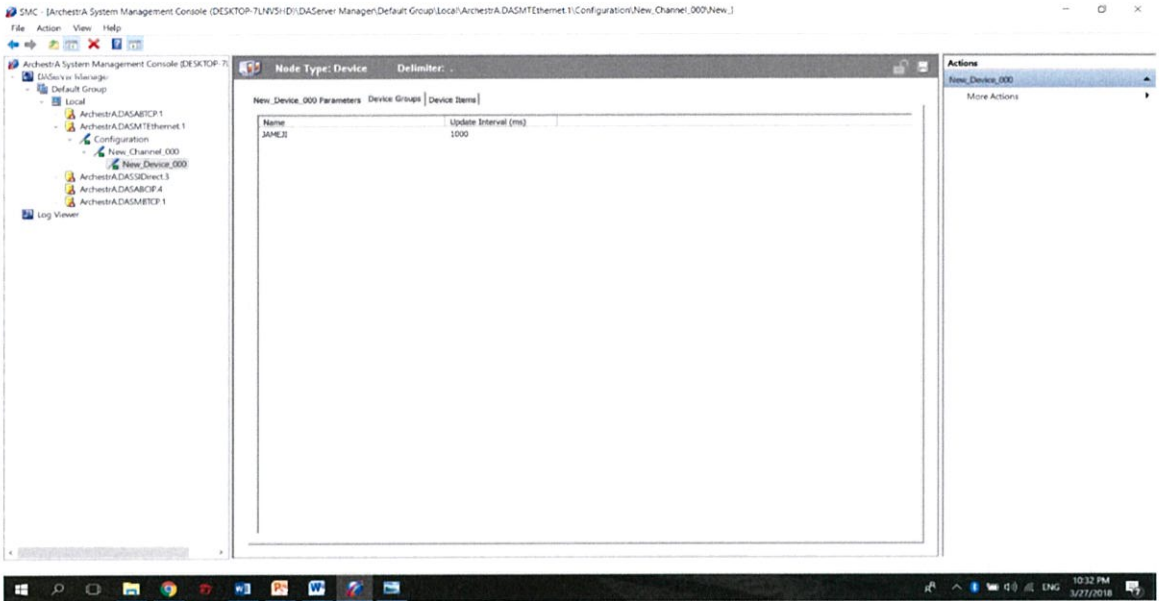 SMC - [ArchestrA System Management Console (DESKTOP-7LNV5HD)\DAServer Manager\Default Group\Local\ArchestrA.DASMTEthernet.1\Configuration\New_Channel_000\New_]
File Action View Help
ArchestrA System Management Console (DESKTOP-7L
DAServer Manager
Default Group
Local
ArchestrA.DASABTCP.1
ArchestrA.DASMTEthernet.1
Configuration
New_Channel_000
New_Device_000
ArchestrA.DASSIDirect.3
ArchestrA.DASABCIP.4
ArchestrA.DASMBTCP.1
Log Viewer
Node Type: Device Delimiter: .
New_Device_000 Parameters Device Groups Device Items
Name Update Interval (ms)
JAMEJI 1000
Actions
New_Device_000
More Actions
ENG
10:32 PM
3/27/2018